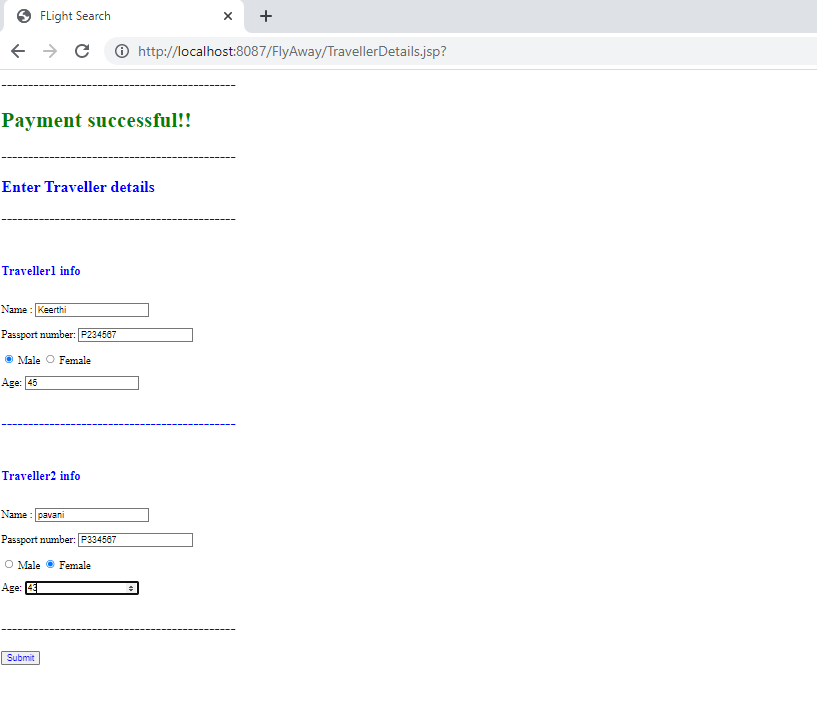 FLight Search
http://localhost:8087/FlyAway/TravellerDetails.jsp?
--------------------------------------------
Payment successful!!
--------------------------------------------
Enter Traveller details
--------------------------------------------
Traveller1 info
Name : Keerthi
Passport number: P234567
Male Female
Age: 45
--------------------------------------------
Traveller2 info
Name : pavani
Passport number: P334567
Male Female
Age: 43
--------------------------------------------
Submit